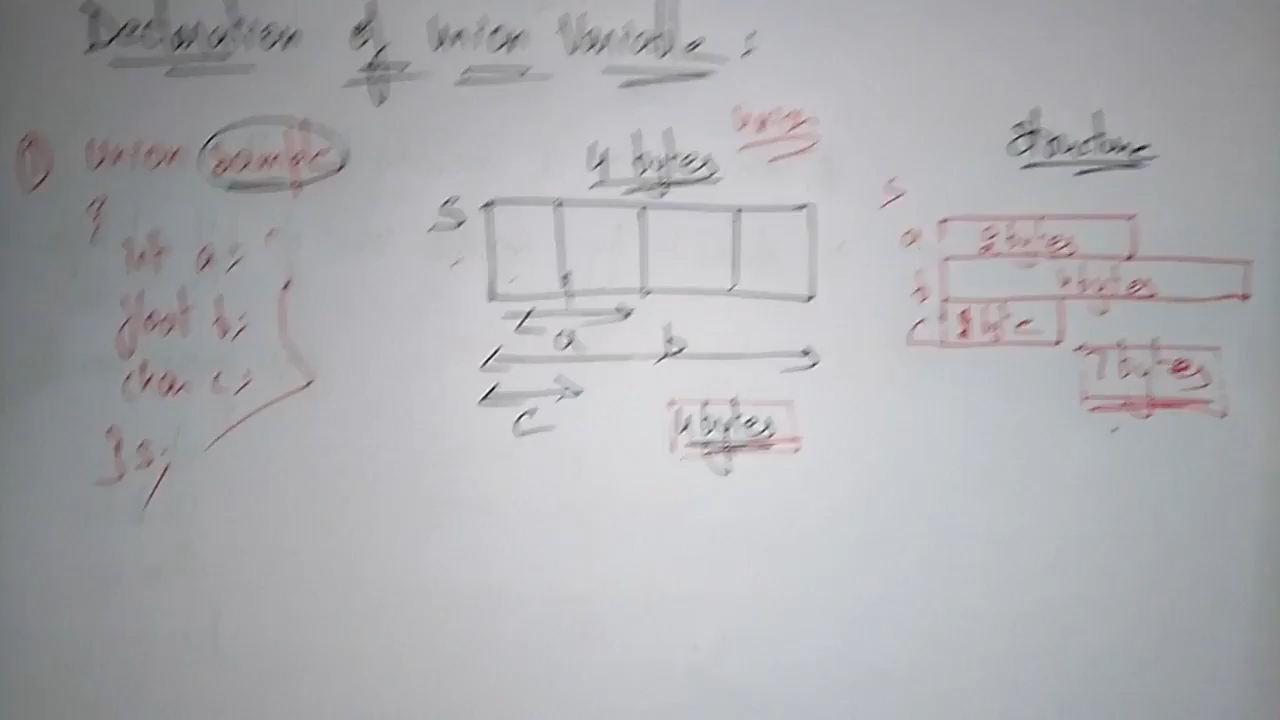 Declaration of Union Variable :
① union sample
{
int a;
float b;
char c;
}s;
4 bytes
union
S
a
b
c
4 bytes
Structure
s
a 2 bytes
b 4 bytes
c 1 byte
7 bytes